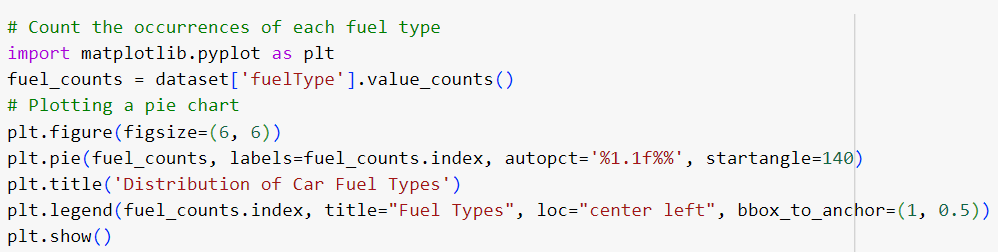 # Count the occurrences of each fuel type
import matplotlib.pyplot as plt
fuel_counts = dataset['fuelType'].value_counts()
# Plotting a pie chart
plt.figure(figsize=(6, 6))
plt.pie(fuel_counts, labels=fuel_counts.index, autopct='%1.1f%%', startangle=140)
plt.title('Distribution of Car Fuel Types')
plt.legend(fuel_counts.index, title="Fuel Types", loc="center left", bbox_to_anchor=(1, 0.5))
plt.show()